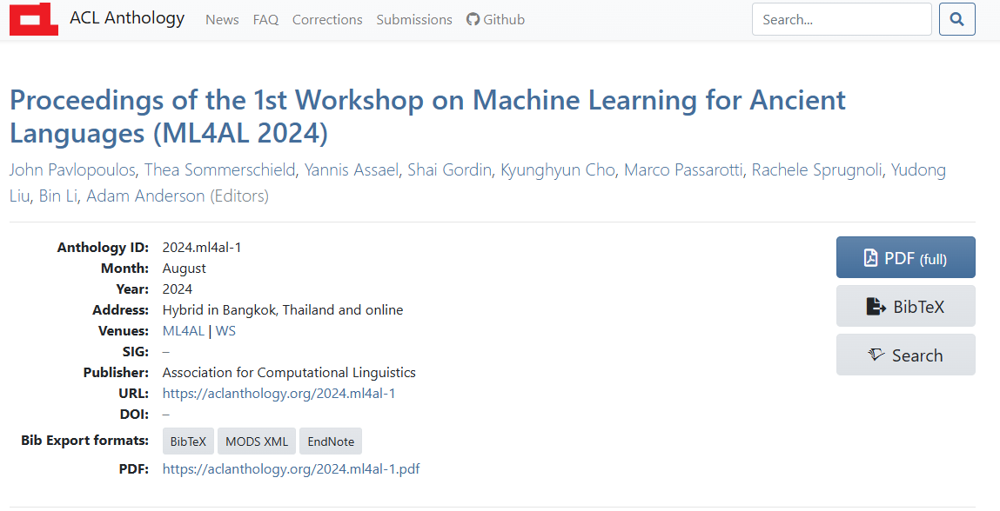 ACL Anthology News FAQ Corrections Submissions Github Search...
Proceedings of the 1st Workshop on Machine Learning for Ancient
Languages (ML4AL 2024)
John Pavlopoulos, Thea Sommerschield, Yannis Assael, Shai Gordin, Kyunghyun Cho, Marco Passarotti, Rachele Sprugnoli, Yudong
Liu, Bin Li, Adam Anderson (Editors)
Anthology ID: 2024.ml4al-1
Month: August
Year: 2024
Address: Hybrid in Bangkok, Thailand and online
Venues: ML4AL | WS
SIG: –
Publisher: Association for Computational Linguistics
URL: https://aclanthology.org/2024.ml4al-1
DOI: –
Bib Export formats: BibTeX MODS XML EndNote
PDF: https://aclanthology.org/2024.ml4al-1.pdf
PDF (full)
BibTeX
Search